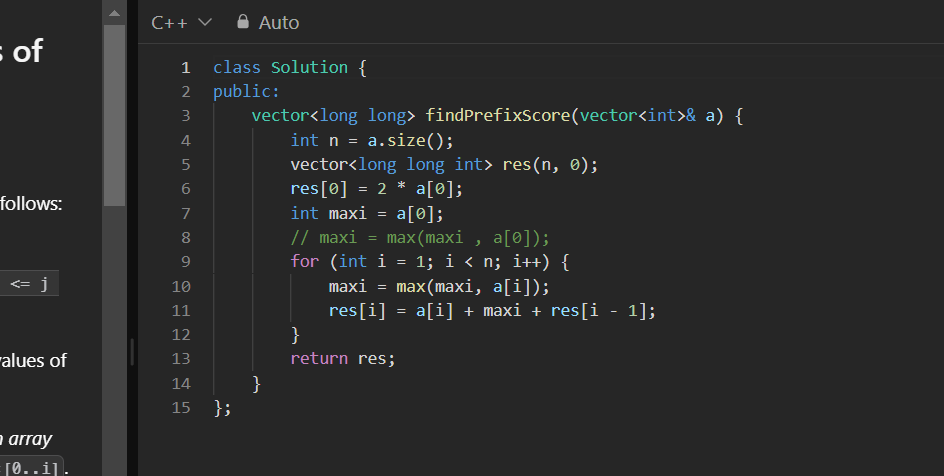 of
follows:
<= j
values of
array
[0..i].
C++ Auto
1 class Solution {
2 public:
3 vector<long long> findPrefixScore(vector<int>& a) {
4 int n = a.size();
5 vector<long long int> res(n, 0);
6 res[0] = 2 * a[0];
7 int maxi = a[0];
8 // maxi = max(maxi , a[0]);
9 for (int i = 1; i < n; i++) {
10 maxi = max(maxi, a[i]);
11 res[i] = a[i] + maxi + res[i - 1];
12 }
13 return res;
14 }
15 };